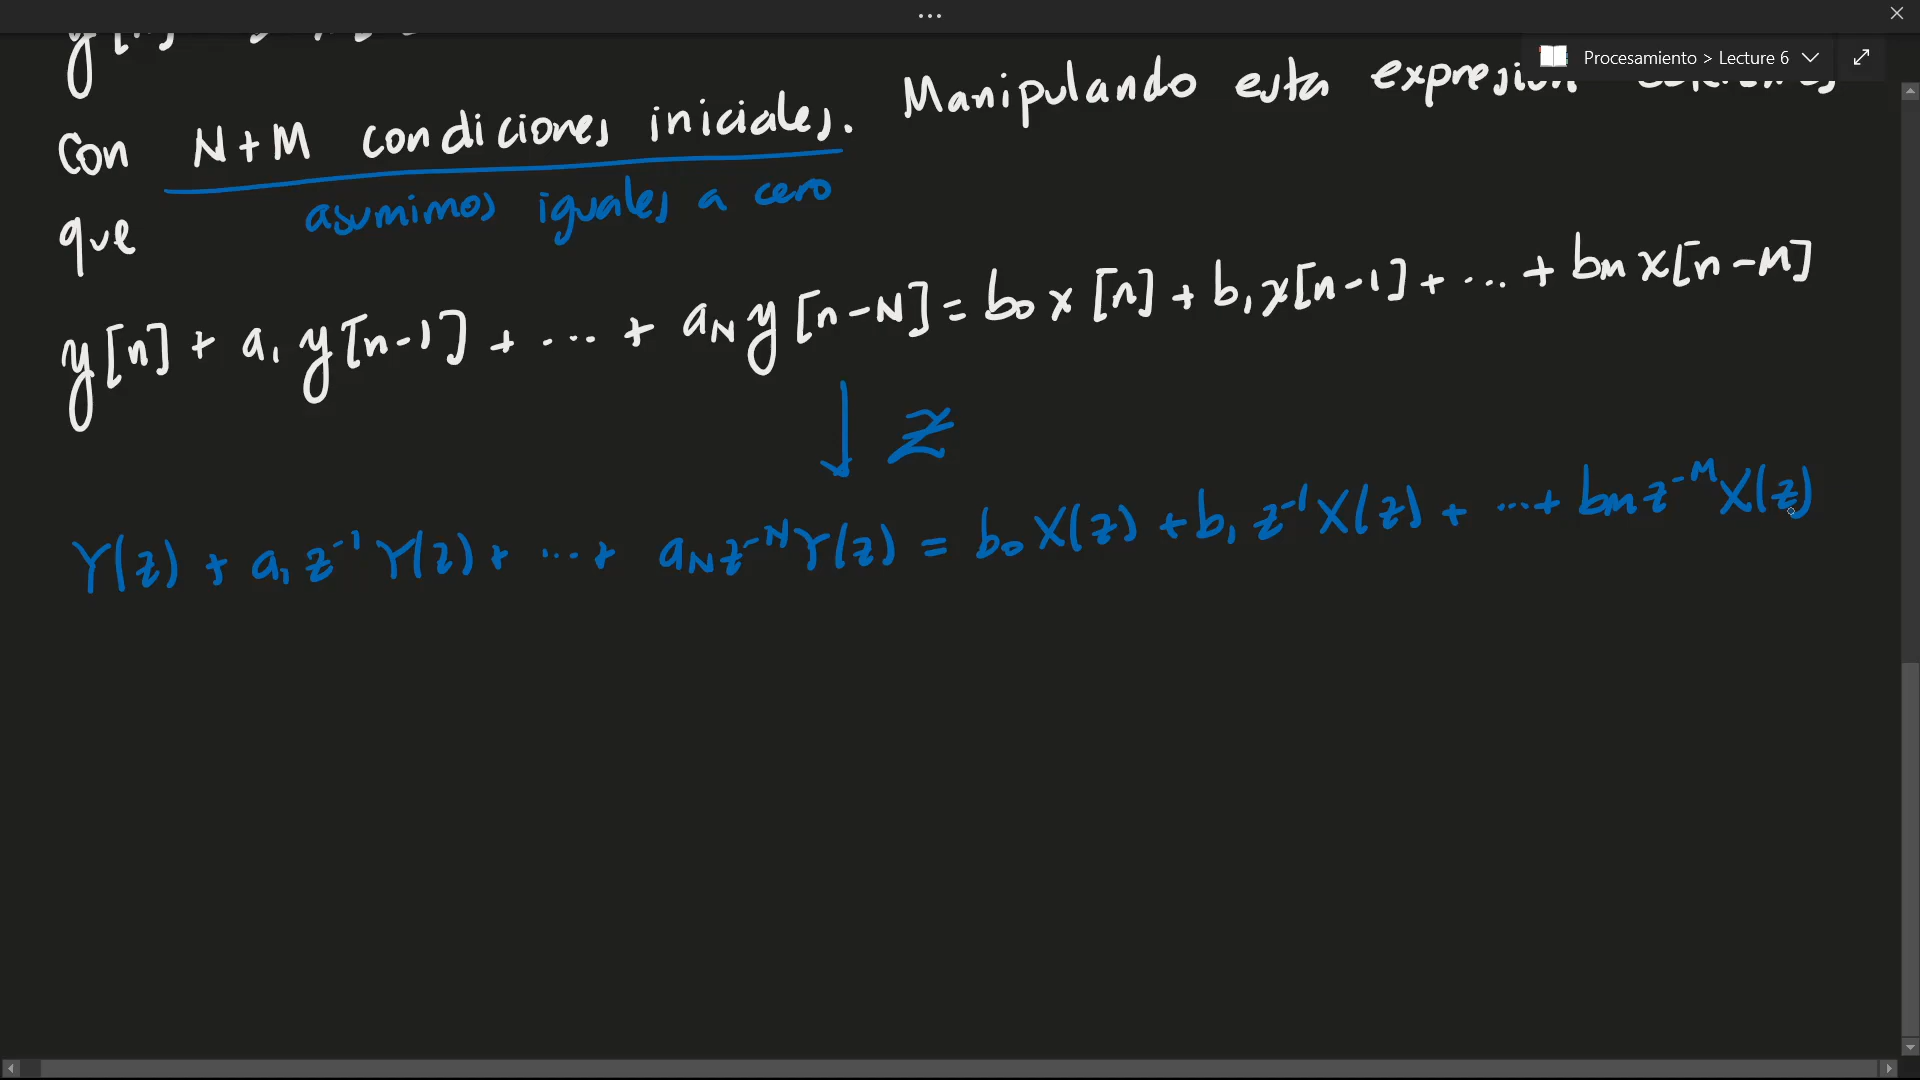 Procesamiento > Lecture 6
Con N+M condiciones iniciales. Manipulando esta expresión
asumimos iguales a cero
que
y[n] + a₁ y[n-1] + ... + a_N y[n-N] = b₀ x[n] + b₁ x[n-1] + ... + b_M x[n-M]
↓ Z
Y(z) + a₁ z⁻¹ Y(z) + ... + a_N z^{-N} Y(z) = b₀ X(z) + b₁ z⁻¹ X(z) + ... + b_M z^{-M} X(z)